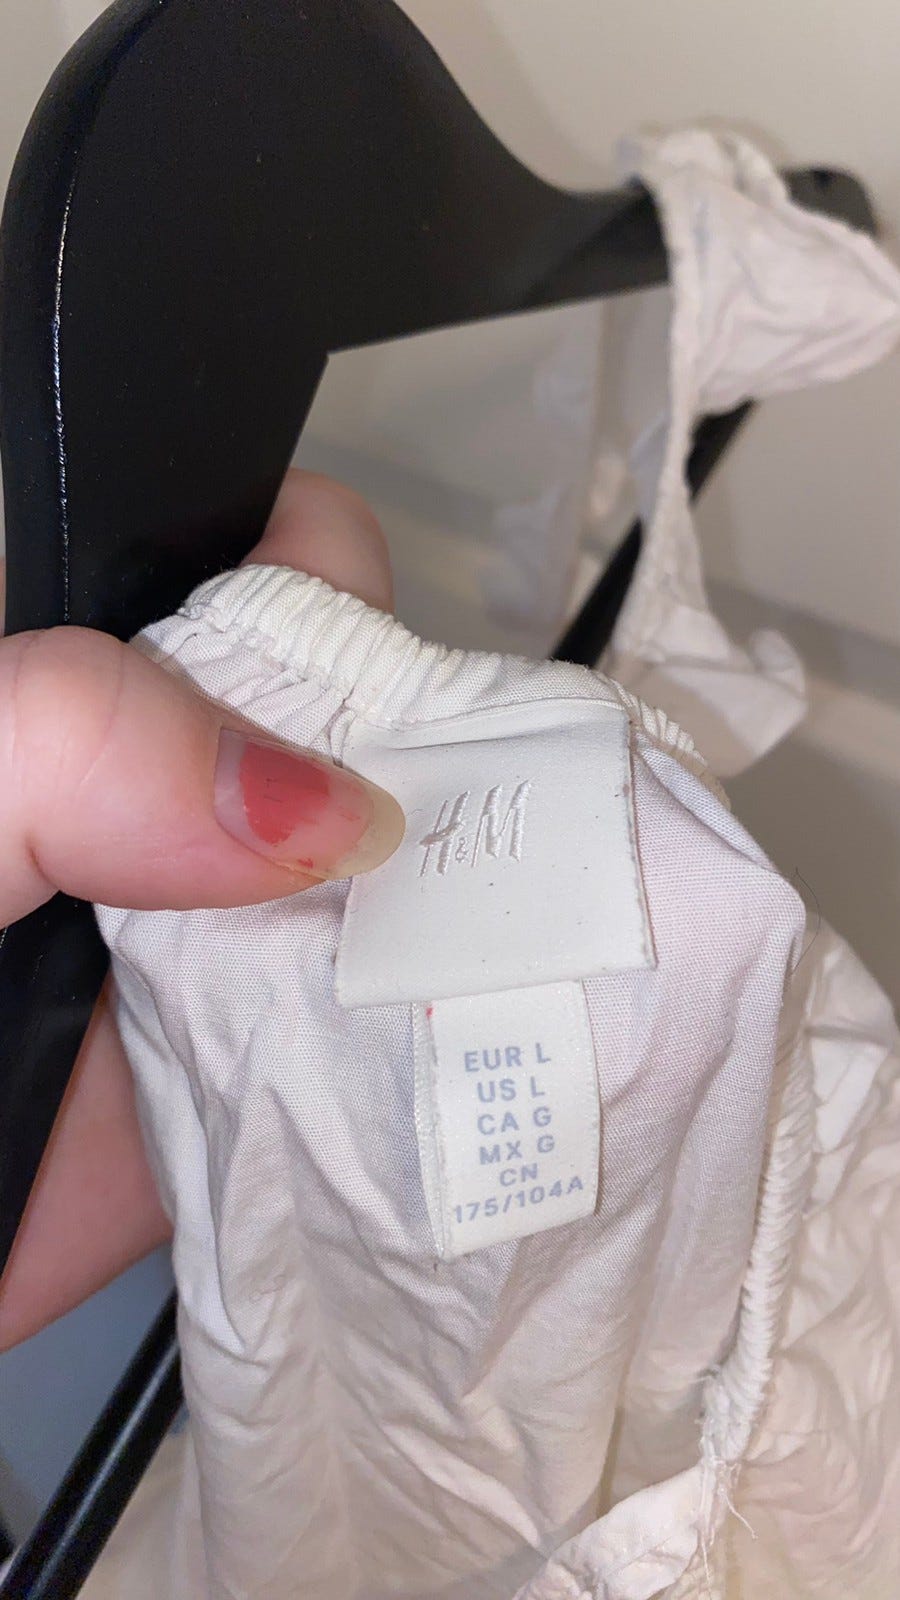 H&M
EUR L
US L
CA G
MX G
CN
175/104A